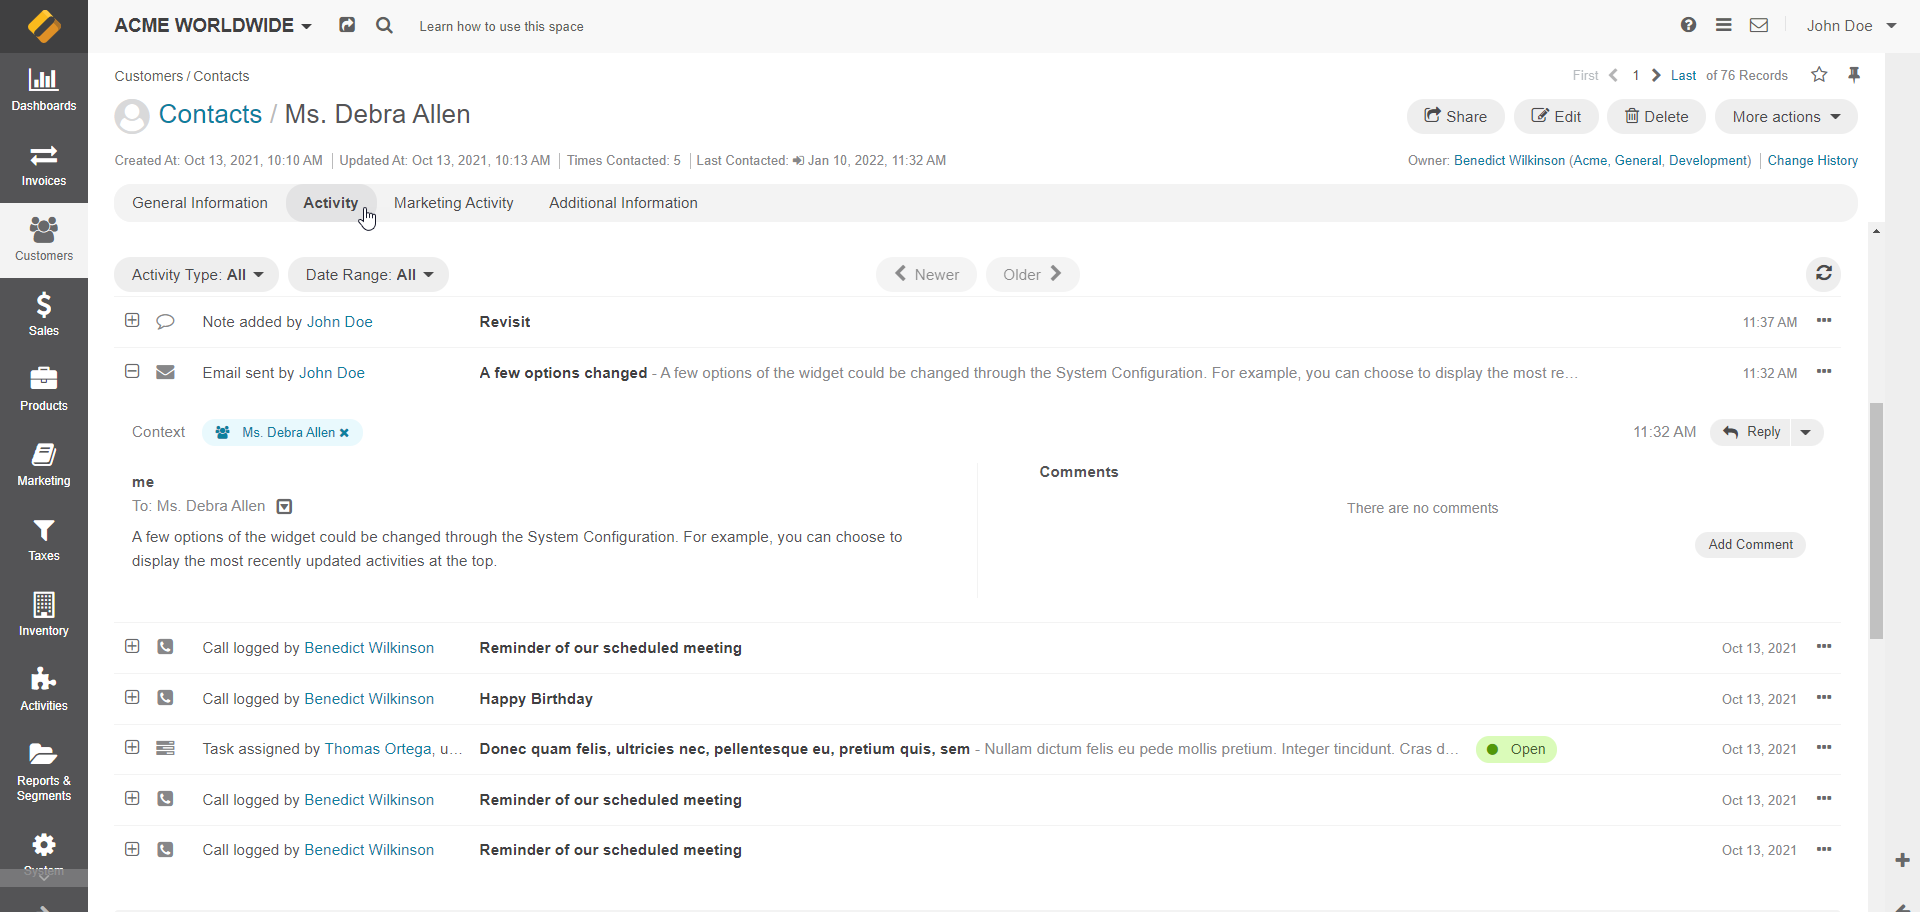 ACME WORLDWIDE
Learn how to use this space
John Doe
Dashboards
Invoices
Customers
Sales
Products
Marketing
Taxes
Inventory
Activities
Reports &
Segments
System
Customers / Contacts
First 1 Last of 76 Records
Contacts / Ms. Debra Allen
Share
Edit
Delete
More actions
Created At: Oct 13, 2021, 10:10 AM
Updated At: Oct 13, 2021, 10:13 AM
Times Contacted: 5
Last Contacted: Jan 10, 2022, 11:32 AM
Owner: Benedict Wilkinson (Acme, General, Development)
Change History
General Information
Activity
Marketing Activity
Additional Information
Activity Type: All
Date Range: All
Newer
Older
Note added by John Doe Revisit 11:37 AM
Email sent by John Doe A few options changed - A few options of the widget could be changed through the System Configuration. For example, you can choose to display the most re... 11:32 AM
Context Ms. Debra Allen 11:32 AM Reply
me
To: Ms. Debra Allen
A few options of the widget could be changed through the System Configuration. For example, you can choose to
display the most recently updated activities at the top.
Comments
There are no comments
Add Comment
Call logged by Benedict Wilkinson Reminder of our scheduled meeting Oct 13, 2021
Call logged by Benedict Wilkinson Happy Birthday Oct 13, 2021
Task assigned by Thomas Ortega, u... Donec quam felis, ultricies nec, pellentesque eu, pretium quis, sem - Nullam dictum felis eu pede mollis pretium. Integer tincidunt. Cras d... Open Oct 13, 2021
Call logged by Benedict Wilkinson Reminder of our scheduled meeting Oct 13, 2021
Call logged by Benedict Wilkinson Reminder of our scheduled meeting Oct 13, 2021